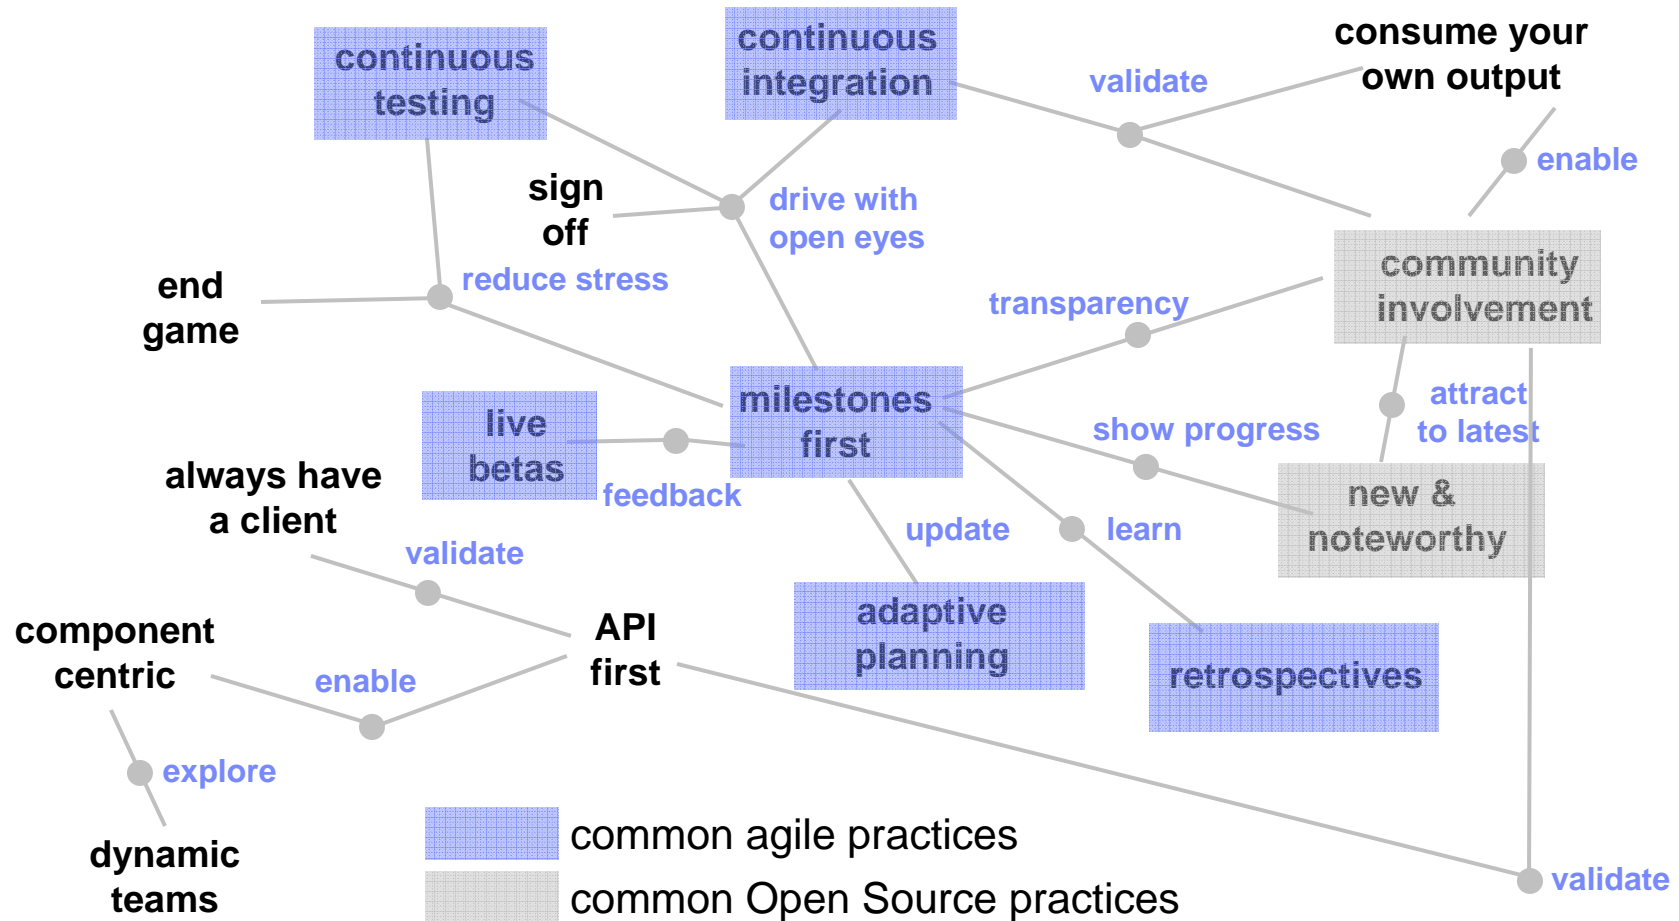 continuous
testing
continuous
integration
consume your
own output
validate
enable
sign
off
drive with
open eyes
end
game
reduce stress
community
involvement
transparency
milestones
first
live
betas
feedback
attract
to latest
show progress
new &
noteworthy
always have
a client
validate
update
learn
component
centric
API
first
enable
adaptive
planning
retrospectives
explore
dynamic
teams
common agile practices
common Open Source practices
validate